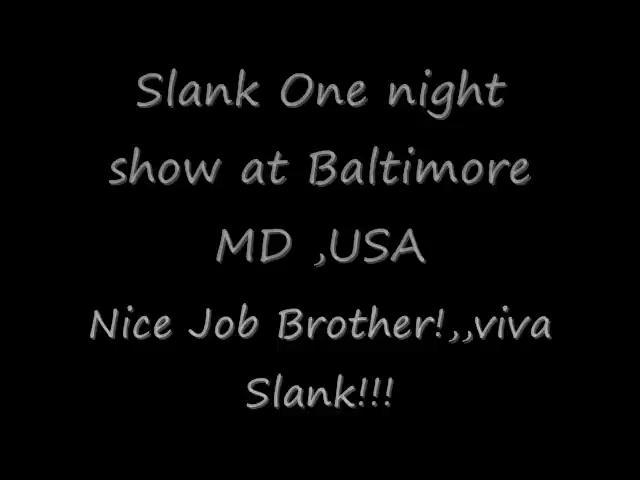 Slank One night
show at Baltimore
MD ,USA
Nice Job Brother!,,viva
Slank!!!